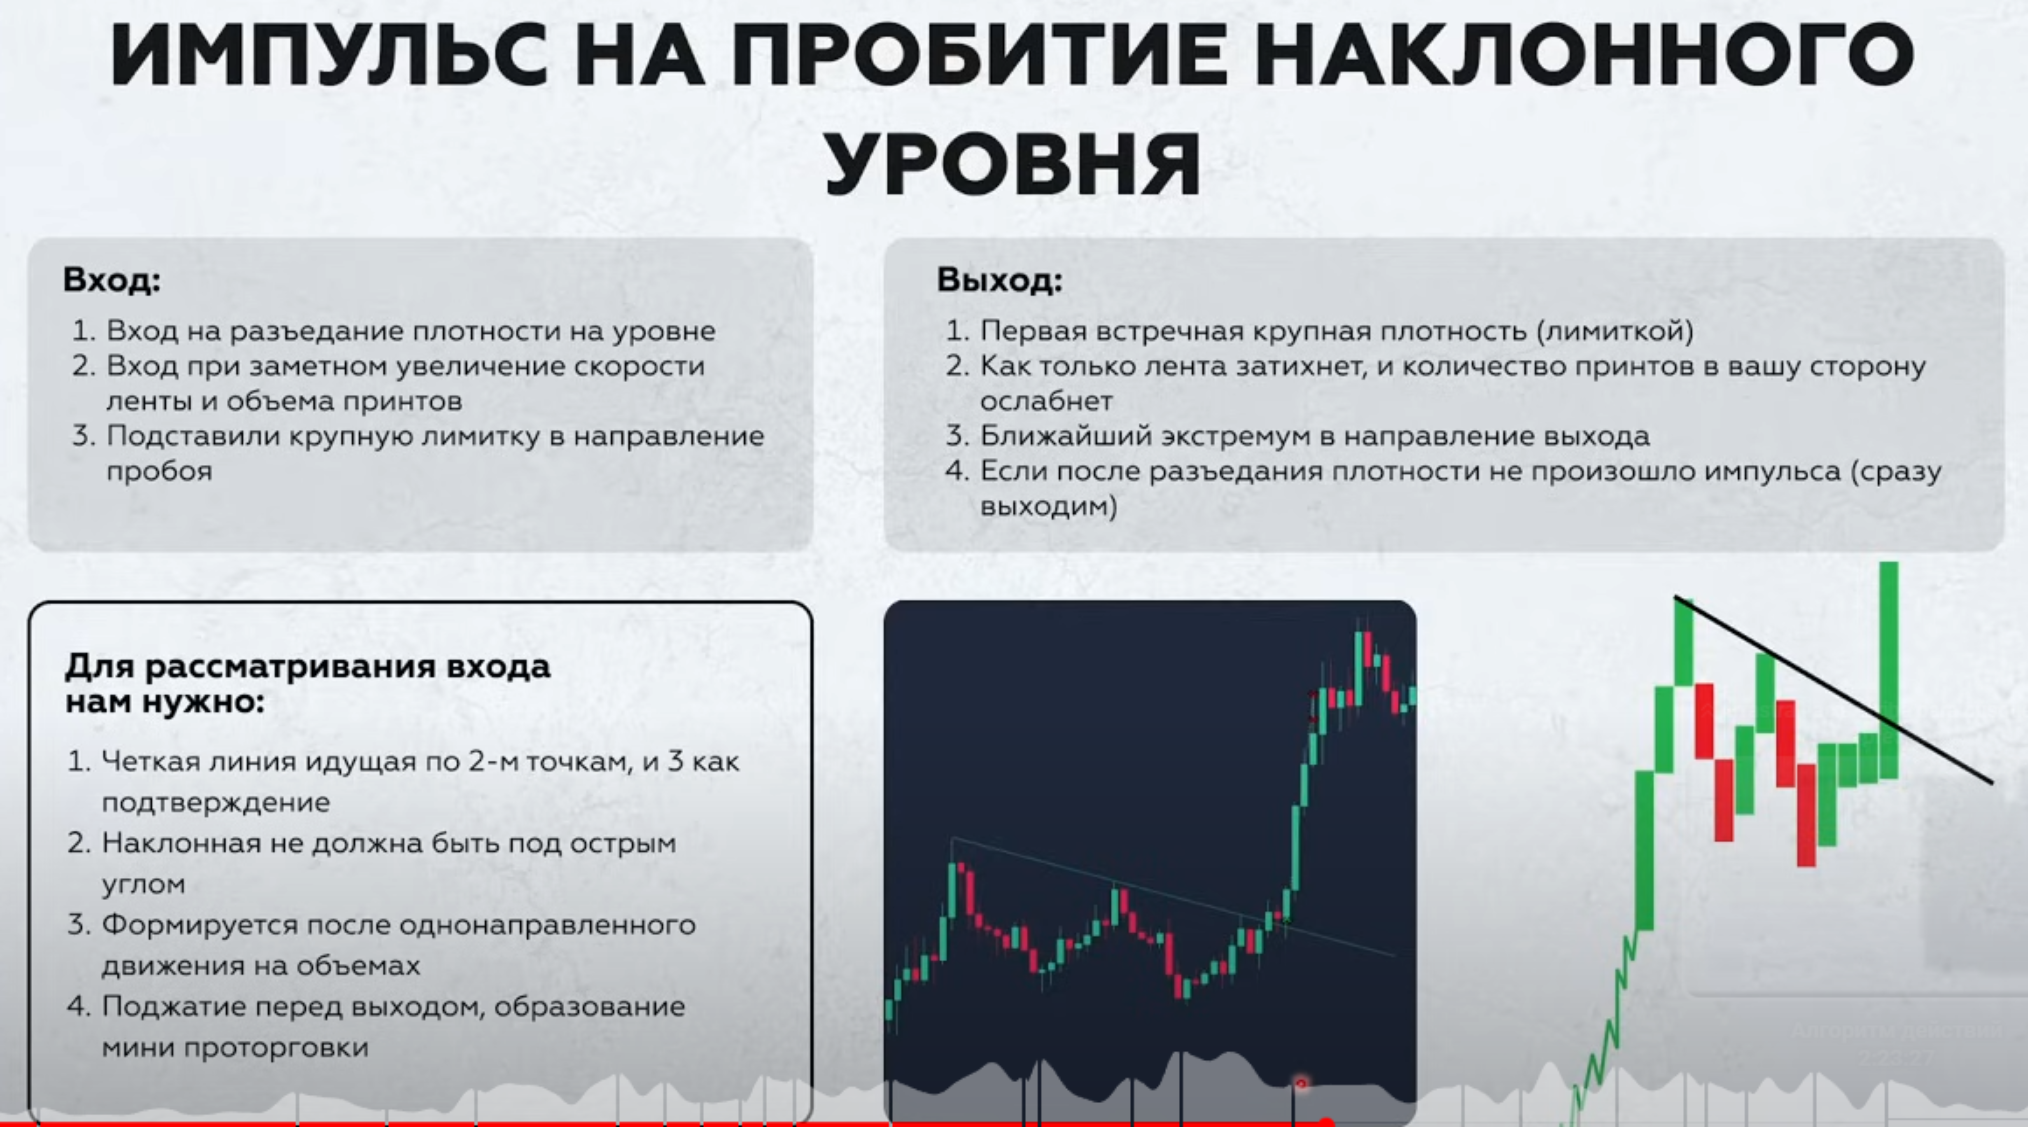 ИМПУЛЬС НА ПРОБИТИЕ НАКЛОННОГО
УРОВНЯ
Вход:
1. Вход на разъедание плотности на уровне
2. Вход при заметном увеличение скорости
ленты и объема принтов
3. Подставили крупную лимитку в направление
пробоя
Выход:
1. Первая встречная крупная плотность (лимиткой)
2. Как только лента затихнет, и количество принтов в вашу сторону
ослабнет
3. Ближайший экстремум в направление выхода
4. Если после разъедания плотности не произошло импульса (сразу
выходим)
Для рассматривания входа
нам нужно:
1. Четкая линия идущая по 2-м точкам, и 3 как
подтверждение
2. Наклонная не должна быть под острым
углом
3. Формируется после однонаправленного
движения на объемах
4. Поджатие перед выходом, образование
мини проторговки
Алгоритм действий